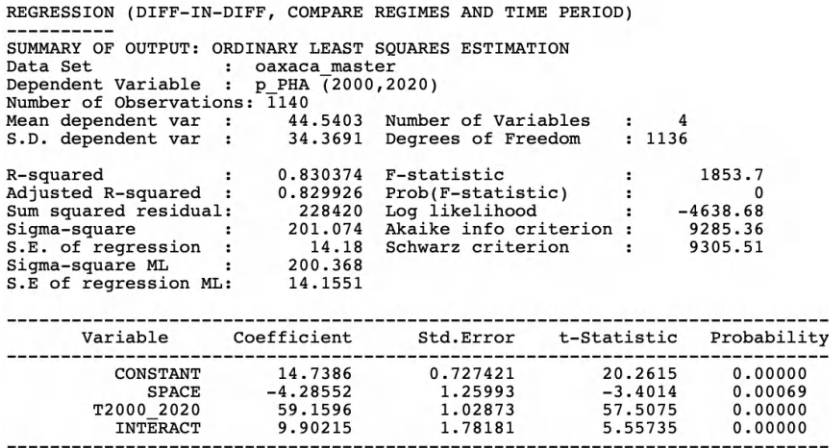 REGRESSION (DIFF-IN-DIFF, COMPARE REGIMES AND TIME PERIOD)
----------
SUMMARY OF OUTPUT: ORDINARY LEAST SQUARES ESTIMATION
Data Set : oaxaca_master
Dependent Variable : p_PHA (2000,2020)
Number of Observations: 1140
Mean dependent var : 44.5403 Number of Variables : 4
S.D. dependent var : 34.3691 Degrees of Freedom : 1136
R-squared : 0.830374 F-statistic : 1853.7
Adjusted R-squared : 0.829926 Prob(F-statistic) : 0
Sum squared residual: 228420 Log likelihood : -4638.68
Sigma-square : 201.074 Akaike info criterion : 9285.36
S.E. of regression : 14.18 Schwarz criterion : 9305.51
Sigma-square ML : 200.368
S.E of regression ML: 14.1551
-----------------------------------------------------------------------------
Variable Coefficient Std.Error t-Statistic Probability
-----------------------------------------------------------------------------
CONSTANT 14.7386 0.727421 20.2615 0.00000
SPACE -4.28552 1.25993 -3.4014 0.00069
T2000_2020 59.1596 1.02873 57.5075 0.00000
INTERACT 9.90215 1.78181 5.55735 0.00000
-----------------------------------------------------------------------------